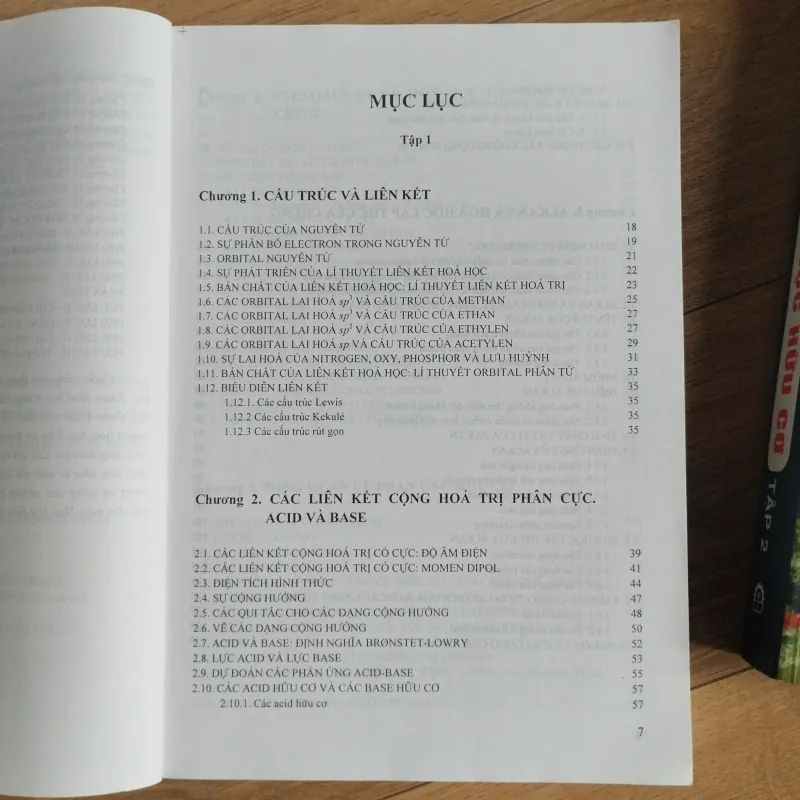 MỤC LỤC
Tập 1
Chương 1. CẤU TRÚC VÀ LIÊN KẾT
1.1. CẤU TRÚC CỦA NGUYÊN TỬ 18
1.2. SỰ PHÂN BỐ ELECTRON TRONG NGUYÊN TỬ 19
1.3. ORBITAL NGUYÊN TỬ 21
1.4. SỰ PHÁT TRIỂN CỦA LÍ THUYẾT LIÊN KẾT HOÁ HỌC 22
1.5. BẢN CHẤT CỦA LIÊN KẾT HOÁ HỌC: LÍ THUYẾT LIÊN KẾT HOÁ TRỊ 23
1.6. CÁC ORBITAL LAI HOÁ sp³ VÀ CẤU TRÚC CỦA METHAN 25
1.7. CÁC ORBITAL LAI HOÁ sp³ VÀ CẤU TRÚC CỦA ETHAN 27
1.8. CÁC ORBITAL LAI HOÁ sp² VÀ CẤU TRÚC CỦA ETHYLEN 27
1.9. CÁC ORBITAL LAI HOÁ sp VÀ CẤU TRÚC CỦA ACETYLEN 29
1.10. SỰ LAI HOÁ CỦA NITROGEN, OXY, PHOSPHOR VÀ LƯU HUỲNH 31
1.11. BẢN CHẤT CỦA LIÊN KẾT HOÁ HỌC: LÍ THUYẾT ORBITAL PHÂN TỬ 33
1.12. BIỂU DIỄN LIÊN KẾT 35
1.12.1. Các cấu trúc Lewis 35
1.12.2 Các cấu trúc Kekulé 35
1.12.3 Các cấu trúc rút gọn 35
Chương 2. CÁC LIÊN KẾT CỘNG HOÁ TRỊ PHÂN CỰC.
ACID VÀ BASE
2.1. CÁC LIÊN KẾT CỘNG HOÁ TRỊ CÓ CỰC: ĐỘ ÂM ĐIỆN 39
2.2. CÁC LIÊN KẾT CỘNG HOÁ TRỊ CÓ CỰC: MOMEN DIPOL 41
2.3. ĐIỆN TÍCH HÌNH THỨC 44
2.4. SỰ CỘNG HƯỞNG 47
2.5. CÁC QUI TẮC CHO CÁC DẠNG CỘNG HƯỞNG 48
2.6. VẼ CÁC DẠNG CỘNG HƯỞNG 50
2.7. ACID VÀ BASE: ĐỊNH NGHĨA BRØNSTET-LOWRY 52
2.8. LỰC ACID VÀ LỰC BASE 53
2.9. DỰ ĐOÁN CÁC PHẢN ỨNG ACID-BASE 55
2.10. CÁC ACID HỮU CƠ VÀ CÁC BASE HỮU CƠ 57
2.10.1. Các acid hữu cơ 57
7
HỮU CƠ
TẬP 2